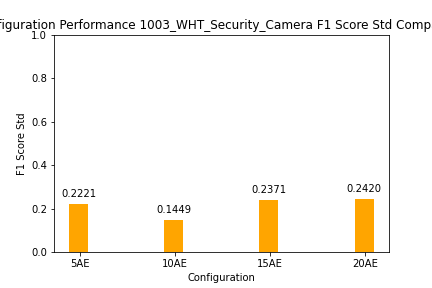 figuration Performance 1003_WHT_Security_Camera F1 Score Std Comp
1.0
0.8
0.6
0.4
0.2
0.0
F1 Score Std
0.2221
0.1449
0.2371
0.2420
5AE 10AE 15AE 20AE
Configuration